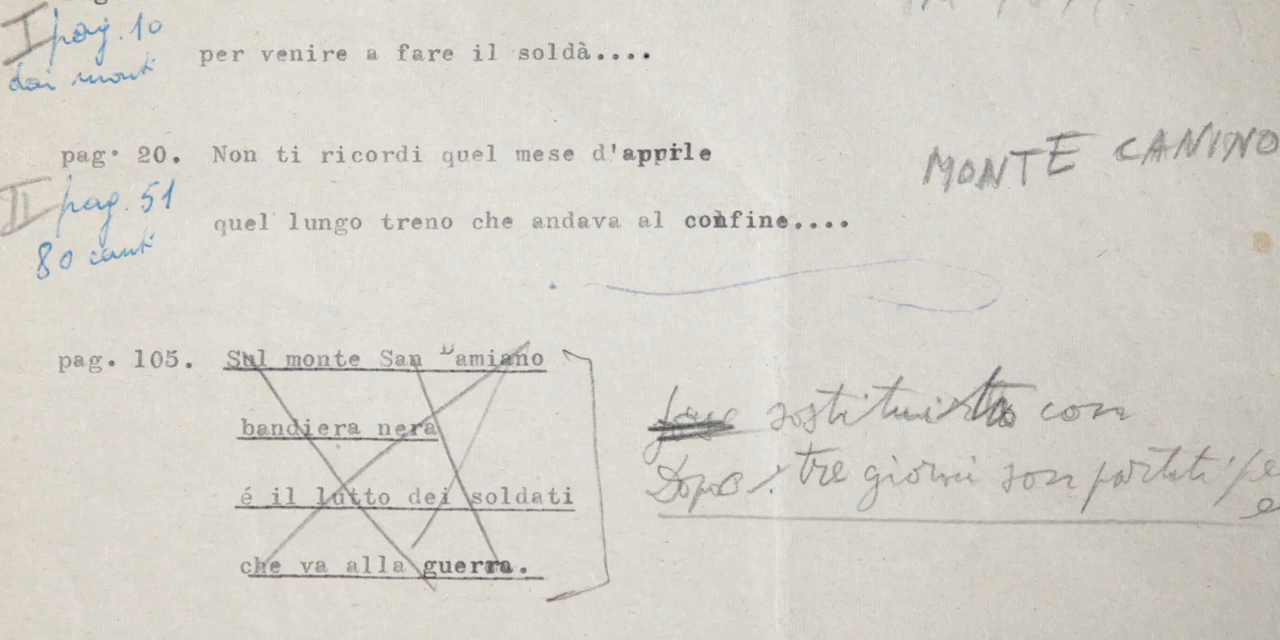 I pag. 10
dai monti
per venire a fare il soldà....
pag. 20. Non ti ricordi quel mese d'apprile
MONTE CANINO
II pag. 51
80 canti
quel lungo treno che andava al confine....
pag. 105. Sul monte San Damiano
bandiera nera
sostituita con
Dopo tre giorni son partiti
é il lutto dei soldati
che va alla guerra.